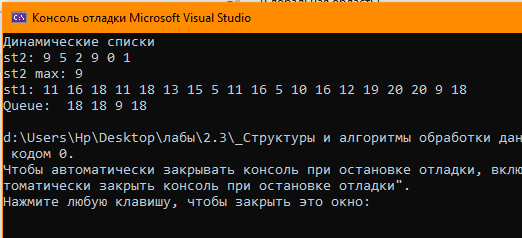 Консоль отладки Microsoft Visual Studio
Динамические списки
st2: 9 5 2 9 0 1
st2 max: 9
st1: 11 16 18 11 18 13 15 5 11 16 5 10 16 12 19 20 20 9 18
Queue:  18 18 9 18
d:\Users\Hp\Desktop\лабы\2.3\_Структуры и алгоритмы обработки дан
кодом 0.
Чтобы автоматически закрывать консоль при остановке отладки, вклю
томатически закрыть консоль при остановке отладки".
Нажмите любую клавишу, чтобы закрыть это окно: